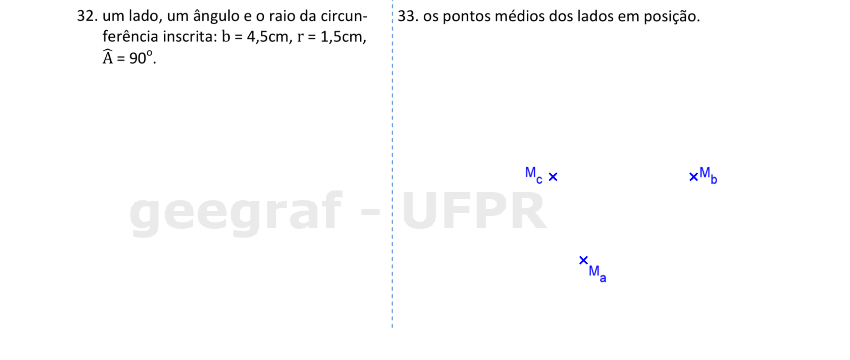 32. um lado, um ângulo e o raio da circun-
ferência inscrita: b = 4,5cm, r = 1,5cm,
Â = 90º.
33. os pontos médios dos lados em posição.
Mc
Mb
geegraf - UFPR
Ma